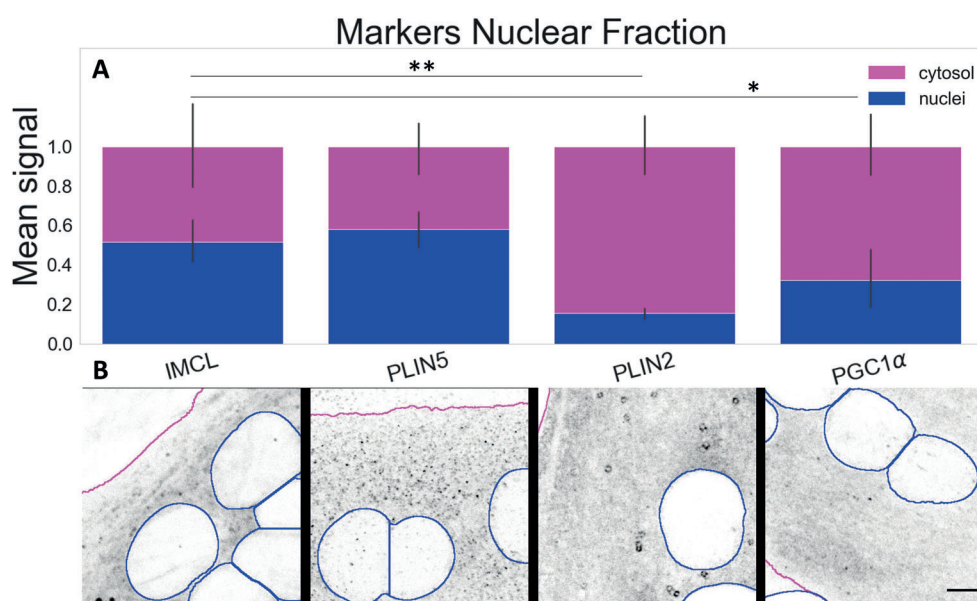 Markers Nuclear Fraction
A
**
*
cytosol
nuclei
Mean signal
1.0
0.8
0.6
0.4
0.2
0.0
B
IMCL
PLIN5
PLIN2
PGC1α